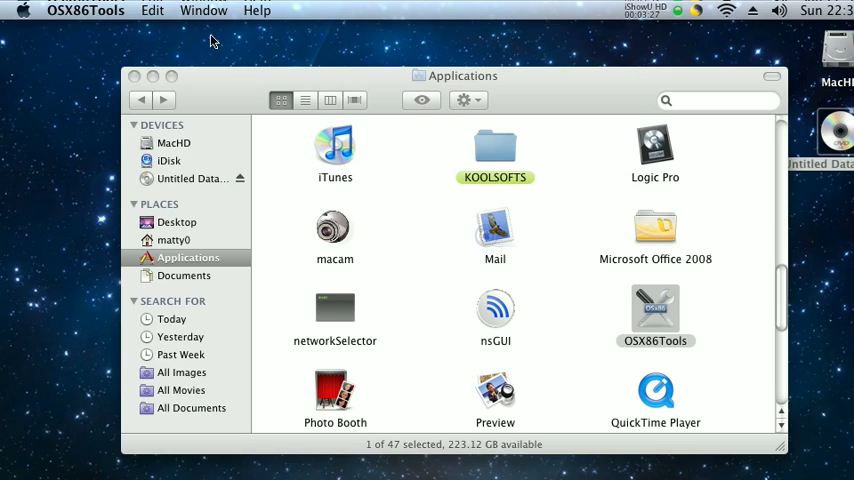 OSX86Tools Edit Window Help iShowU HD 00:03:27 Sun 22:3
Applications
MacH
Untitled Data
DEVICES
MacHD
iDisk
Untitled Data...
PLACES
Desktop
matty0
Applications
Documents
SEARCH FOR
Today
Yesterday
Past Week
All Images
All Movies
All Documents
iTunes KOOLSOFTS Logic Pro
macam Mail Microsoft Office 2008
OSx86
networkSelector nsGUI OSX86Tools
Photo Booth Preview QuickTime Player
1 of 47 selected, 223.12 GB available